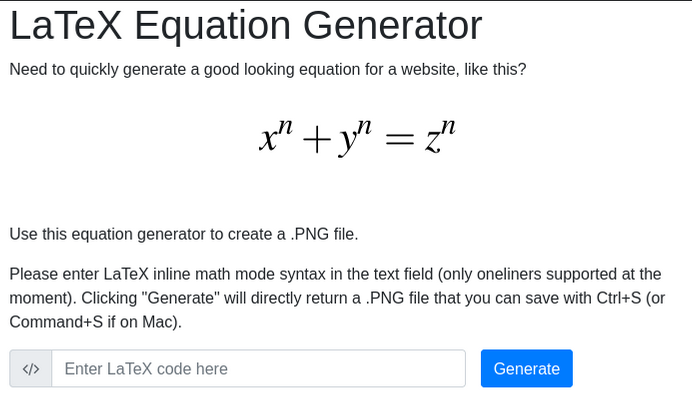 LaTeX Equation Generator
Need to quickly generate a good looking equation for a website, like this?
xⁿ + yⁿ = zⁿ
Use this equation generator to create a .PNG file.
Please enter LaTeX inline math mode syntax in the text field (only oneliners supported at the
moment). Clicking "Generate" will directly return a .PNG file that you can save with Ctrl+S (or
Command+S if on Mac).
</> Enter LaTeX code here Generate